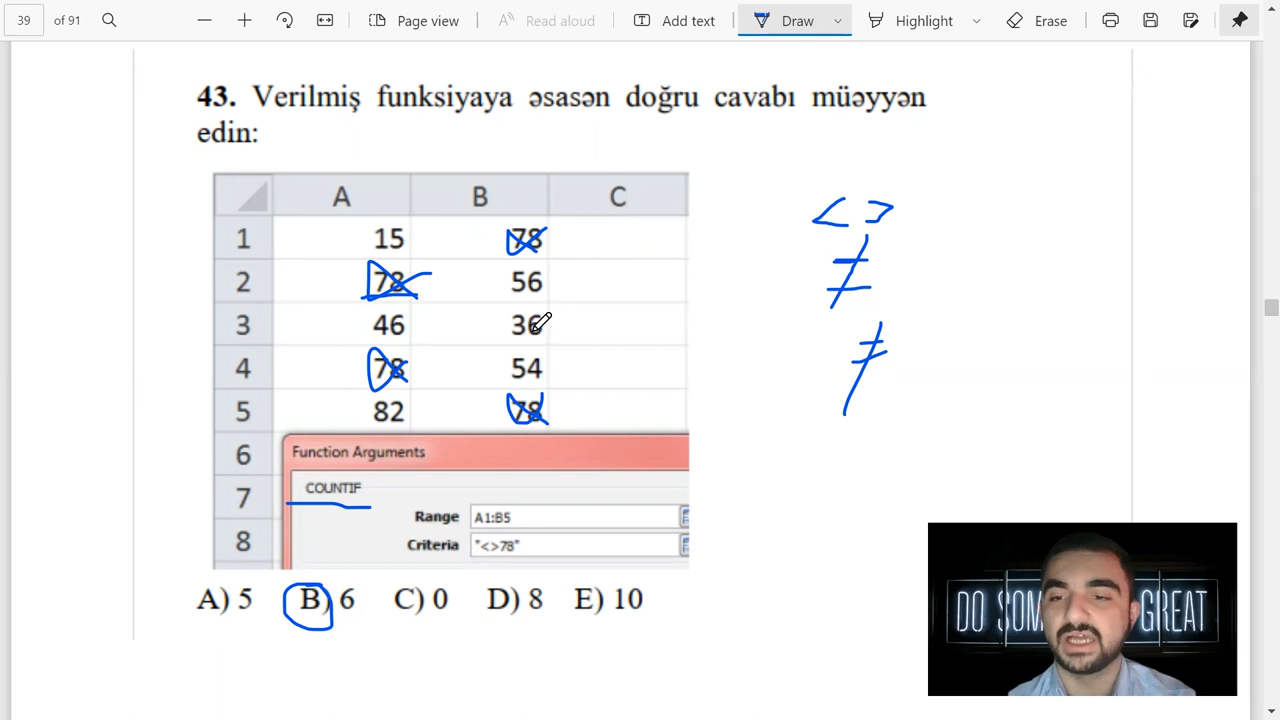 39 of 91 Page view Read aloud Add text Draw Highlight Erase
43. Verilmiş funksiyaya əsasən doğru cavabı müəyyən
edin:
A B C
1 15 78
2 78 56
3 46 36
4 78 54
5 82 78
6 Function Arguments
7 COUNTIF
Range A1:B5
8 Criteria "<>78"
A) 5 B) 6 C) 0 D) 8 E) 10
< >
≠
≠
DO SOM GREAT